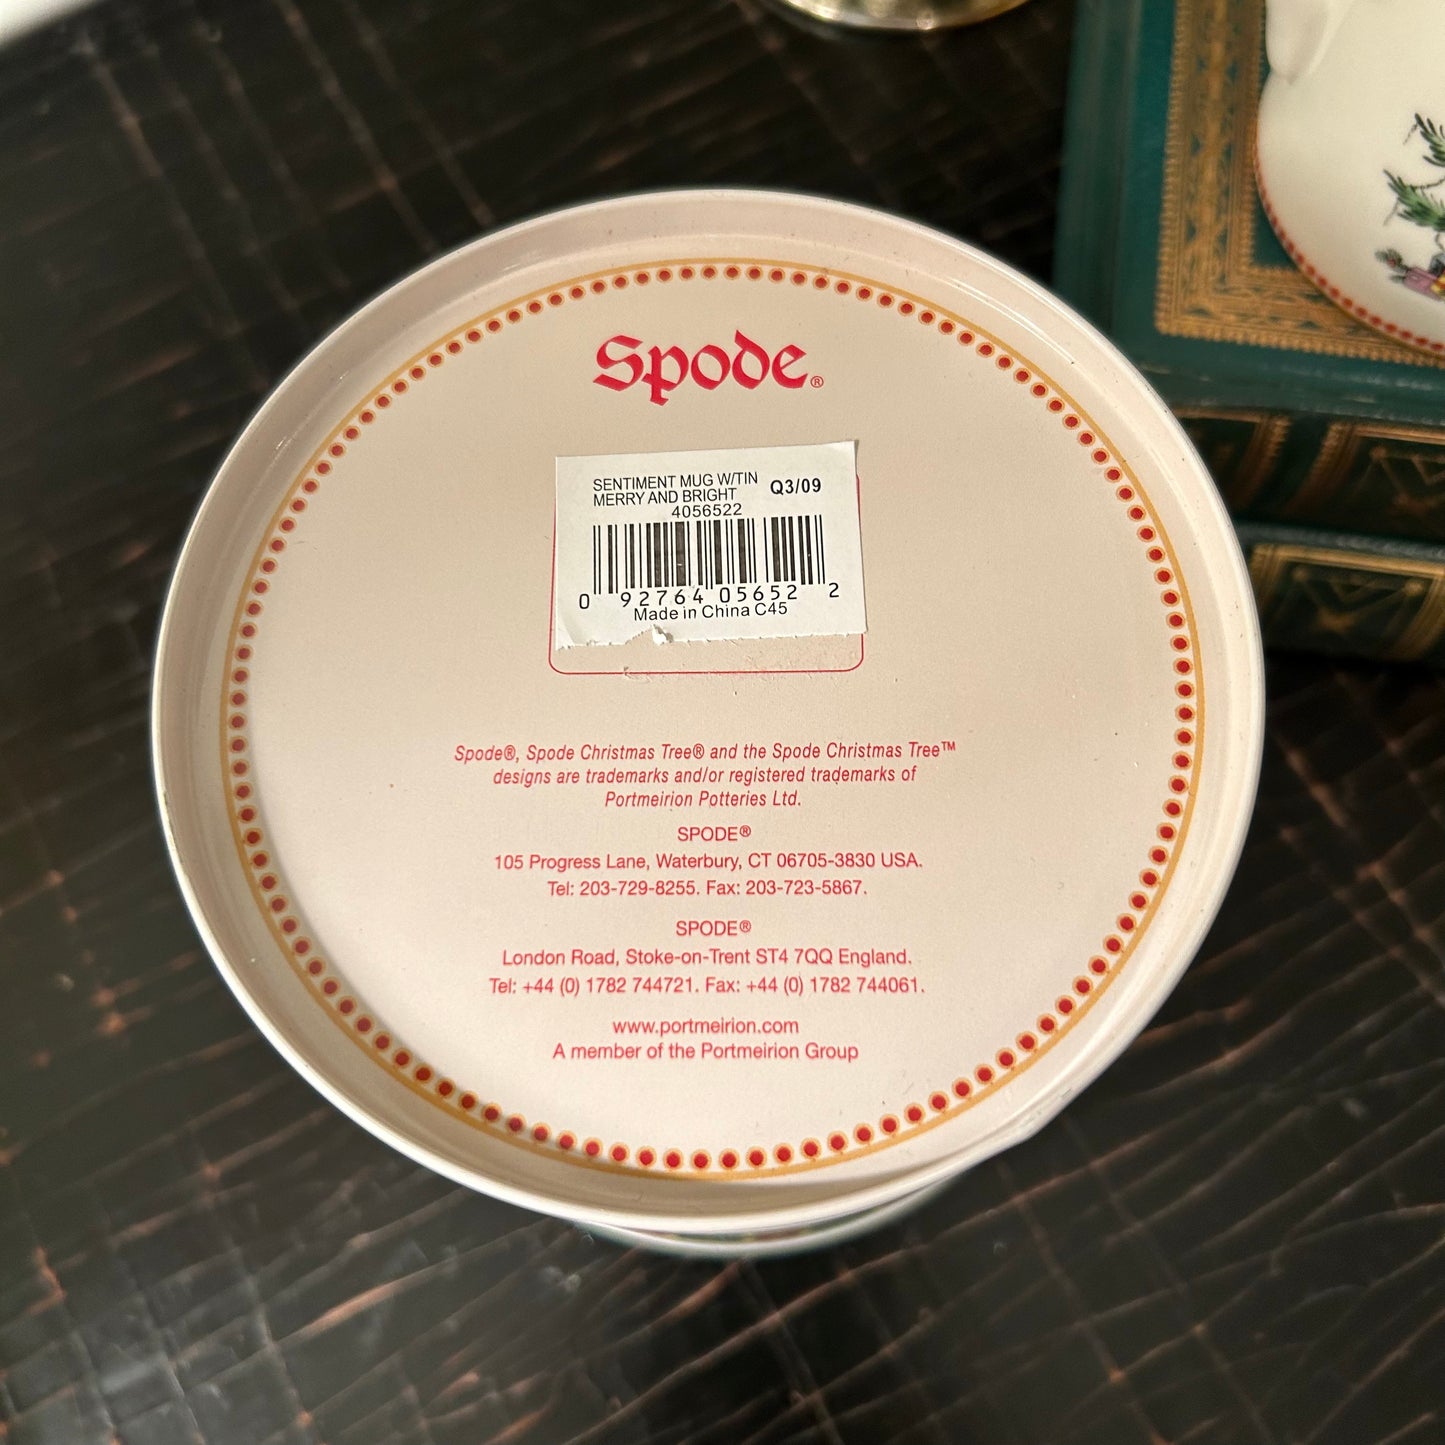 Spode®
SENTIMENT MUG W/TIN
MERRY AND BRIGHT
Q3/09
4056522
0 92764 05652 2
Made in China C45
Spode®, Spode Christmas Tree® and the Spode Christmas Tree™
designs are trademarks and/or registered trademarks of
Portmeirion Potteries Ltd.
SPODE®
105 Progress Lane, Waterbury, CT 06705-3830 USA.
Tel: 203-729-8255. Fax: 203-723-5867.
SPODE®
London Road, Stoke-on-Trent ST4 7QQ England.
Tel: +44 (0) 1782 744721. Fax: +44 (0) 1782 744061.
www.portmeirion.com
A member of the Portmeirion Group